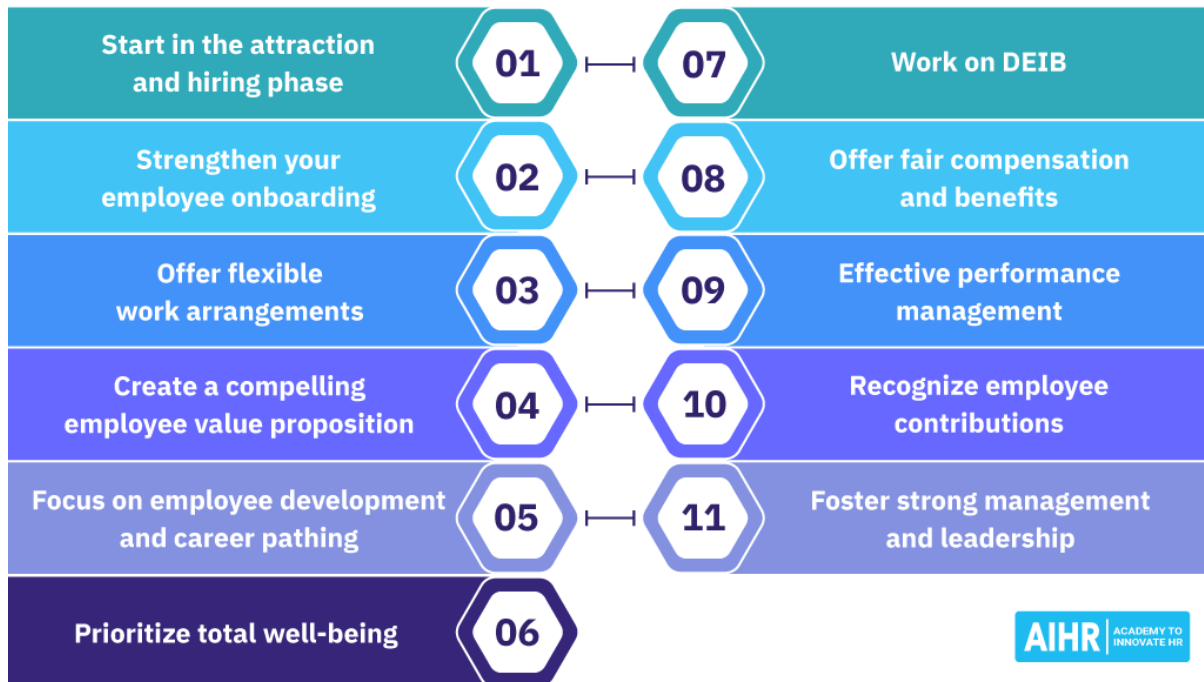 Start in the attraction
and hiring phase
01
Strengthen your
employee onboarding
02
Offer flexible
work arrangements
03
Create a compelling
employee value proposition
04
Focus on employee development
and career pathing
05
Prioritize total well-being
06
07
Work on DEIB
08
Offer fair compensation
and benefits
09
Effective performance
management
10
Recognize employee
contributions
11
Foster strong management
and leadership
AIHR
ACADEMY TO
INNOVATE HR